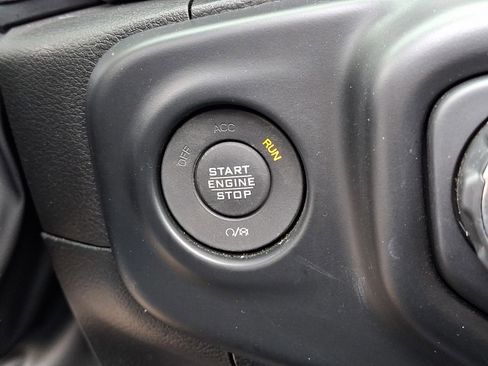 OFF ACC RUN
START
ENGINE
STOP